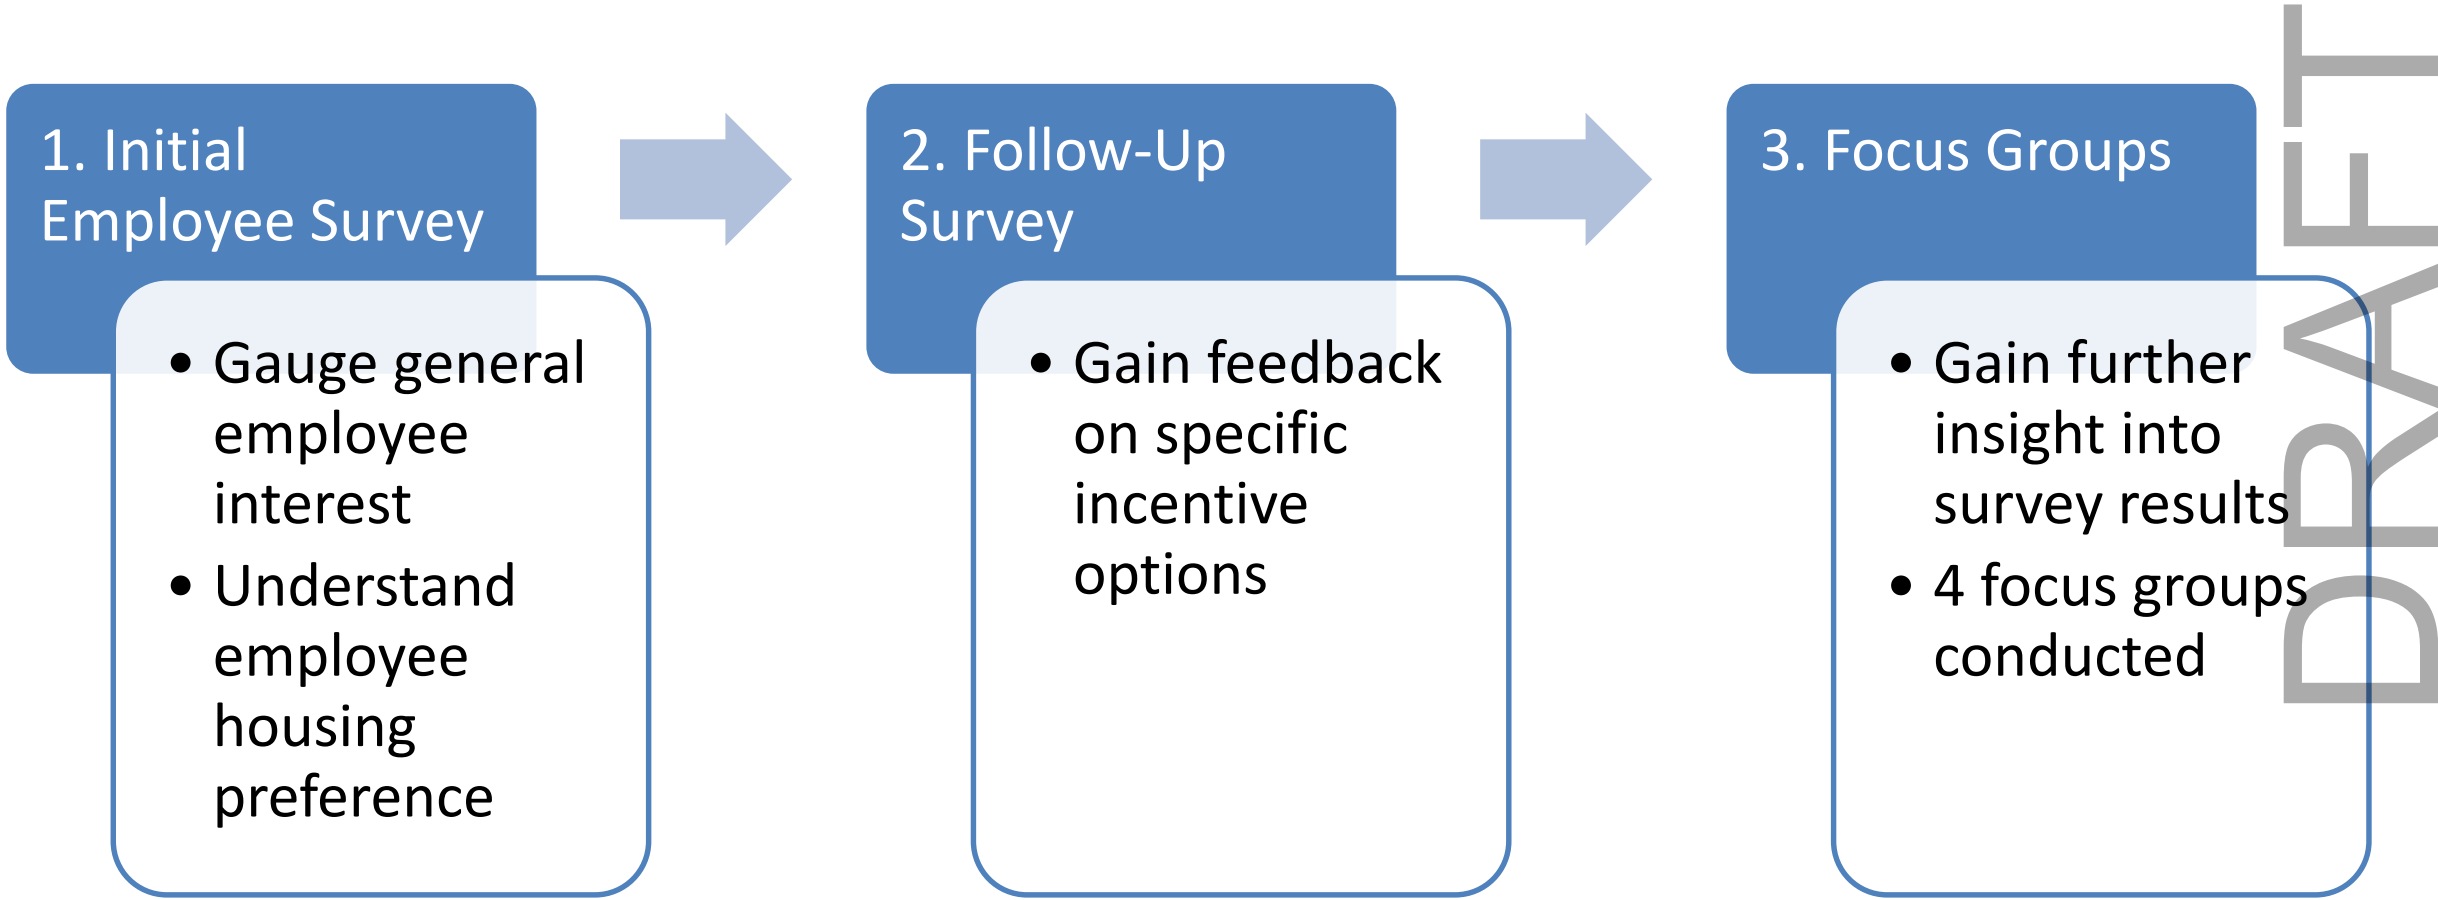 1. Initial
Employee Survey
• Gauge general
employee
interest
• Understand
employee
housing
preference
2. Follow-Up
Survey
• Gain feedback
on specific
incentive
options
3. Focus Groups
• Gain further
insight into
survey results
• 4 focus groups
conducted
DRAFT